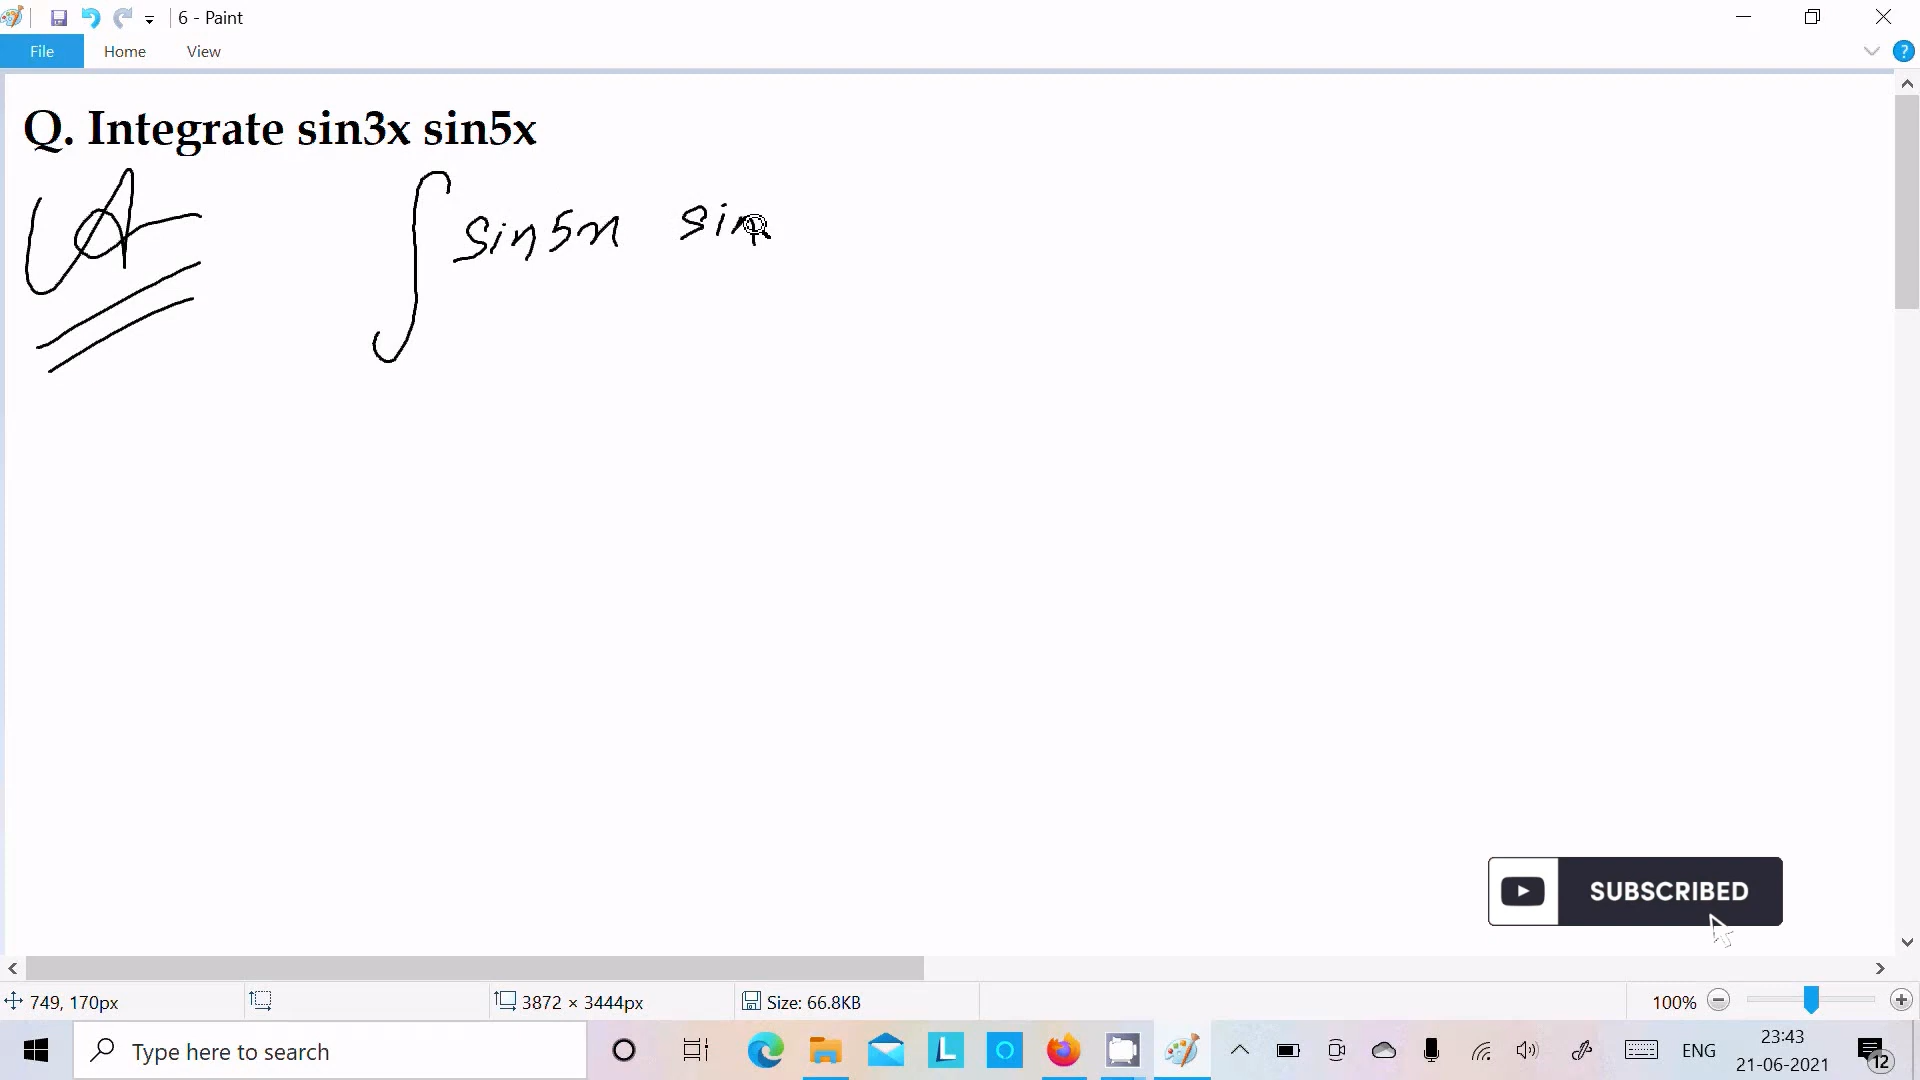 6 - Paint
File Home View
Q. Integrate sin3x sin5x
∫ sin5x sin
SUBSCRIBED
749, 170px 3872 × 3444px Size: 66.8KB 100%
Type here to search
ENG
23:43
21-06-2021
12